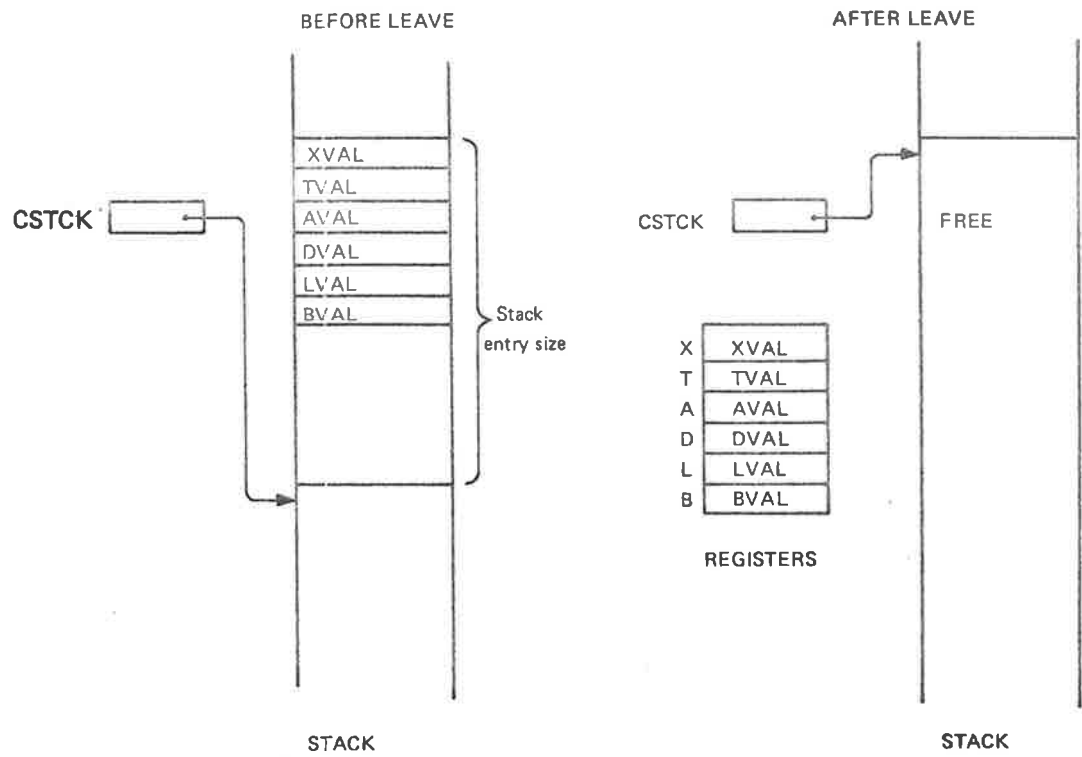 BEFORE LEAVE
XVAL
TVAL
AVAL
DVAL
LVAL
BVAL
CSTCK
Stack
entry size
STACK
AFTER LEAVE
CSTCK
FREE
X XVAL
T TVAL
A AVAL
D DVAL
L LVAL
B BVAL
REGISTERS
STACK